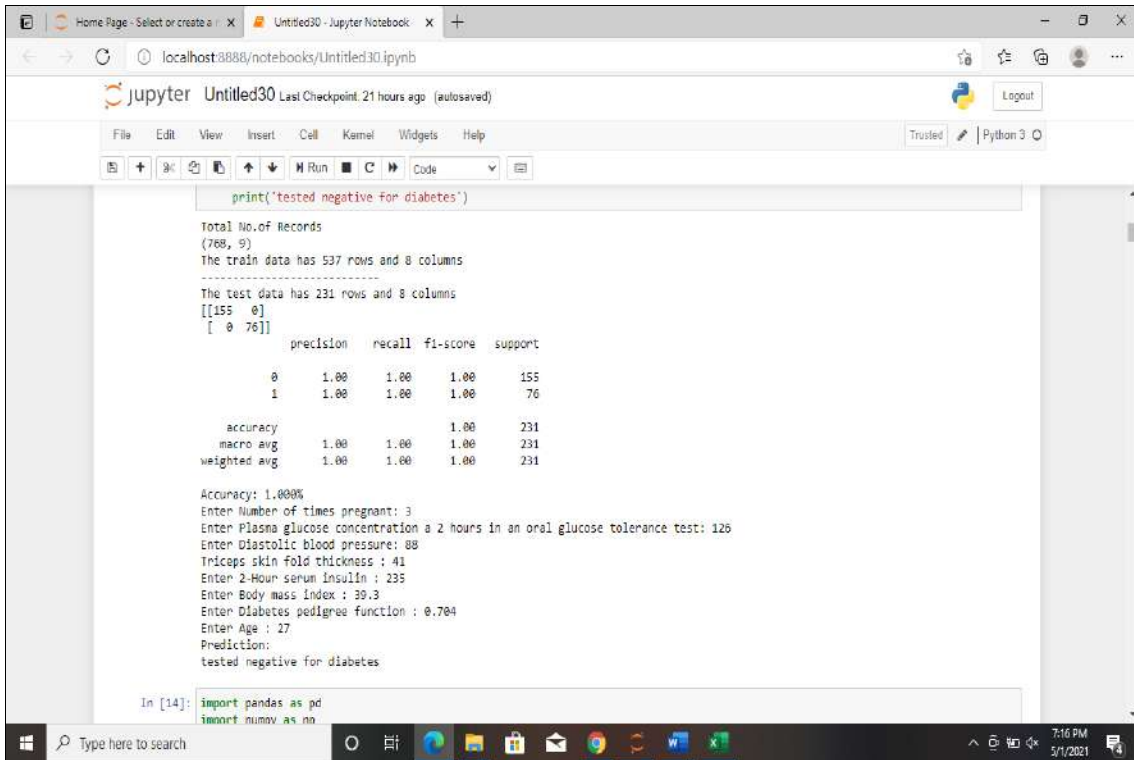 Home Page - Select or create a n
Untitled30 - Jupyter Notebook
localhost:8888/notebooks/Untitled30.ipynb
jupyter Untitled30 Last Checkpoint: 21 hours ago (autosaved)
Logout
File Edit View Insert Cell Kernel Widgets Help
Trusted
Python 3
Run
Code
print('tested negative for diabetes')
Total No.of Records
(768, 9)
The train data has 537 rows and 8 columns
-----------------------------
The test data has 231 rows and 8 columns
[[155 0]
[ 0 76]]
precision recall f1-score support
0 1.00 1.00 1.00 155
1 1.00 1.00 1.00 76
accuracy 1.00 231
macro avg 1.00 1.00 1.00 231
weighted avg 1.00 1.00 1.00 231
Accuracy: 1.000%
Enter Number of times pregnant: 3
Enter Plasma glucose concentration a 2 hours in an oral glucose tolerance test: 126
Enter Diastolic blood pressure: 88
Triceps skin fold thickness : 41
Enter 2-Hour serum insulin : 235
Enter Body mass index : 39.3
Enter Diabetes pedigree function : 0.704
Enter Age : 27
Prediction:
tested negative for diabetes
In [14]: import pandas as pd
import numpy as np
Type here to search
7:16 PM
5/1/2021